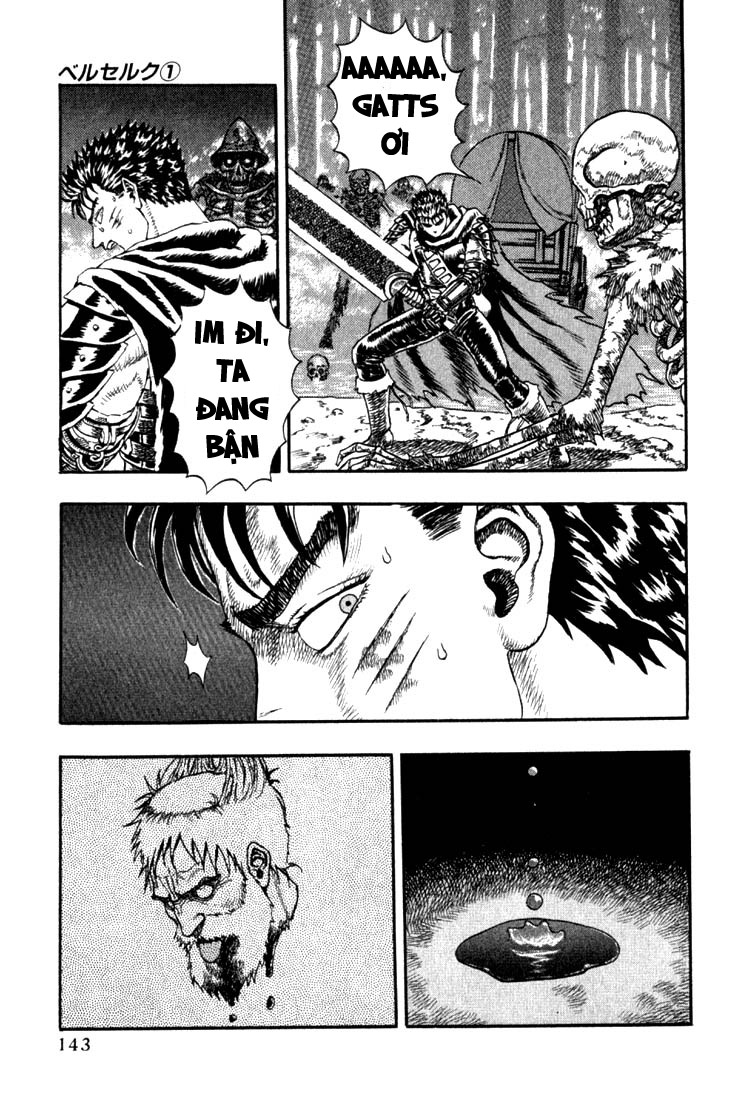 ベルセルク①
AAAAAA,
GATTS
ƠI
IM ĐI,
TA
ĐANG
BẬN
143